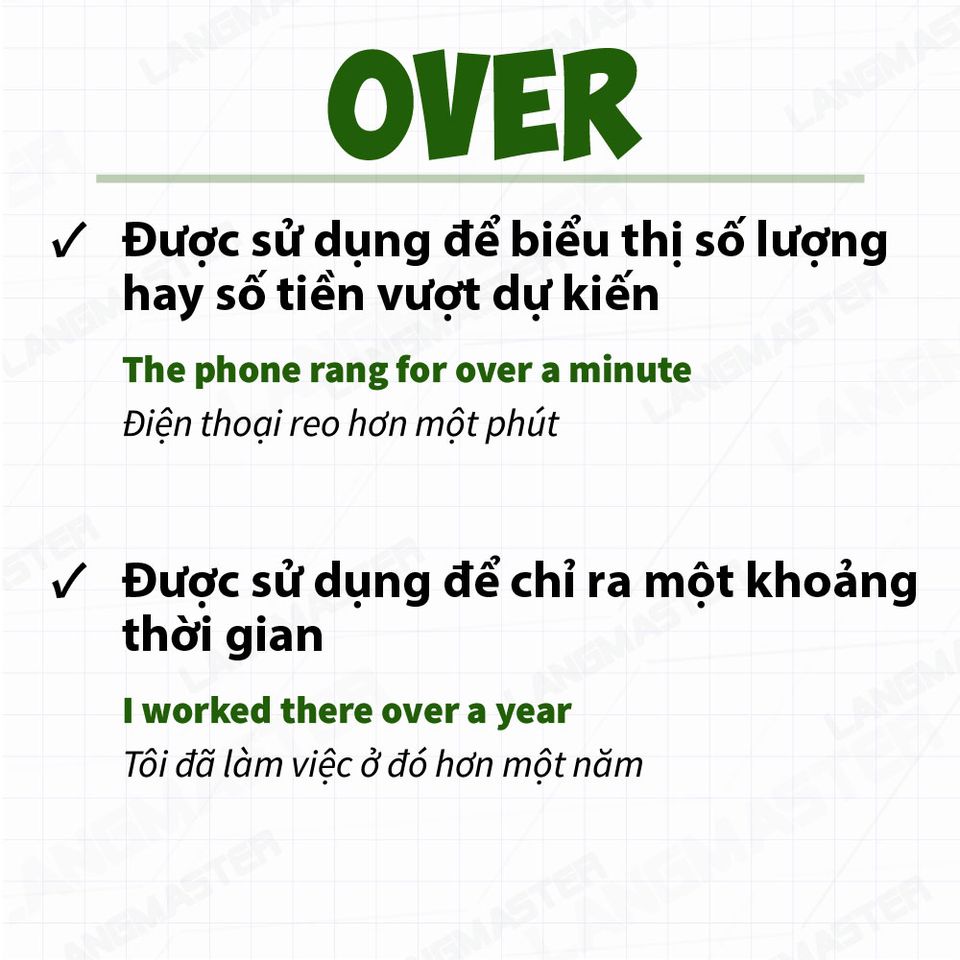 OVER
✓ Được sử dụng để biểu thị số lượng
hay số tiền vượt dự kiến
The phone rang for over a minute
Điện thoại reo hơn một phút
✓ Được sử dụng để chỉ ra một khoảng
thời gian
I worked there over a year
Tôi đã làm việc ở đó hơn một năm